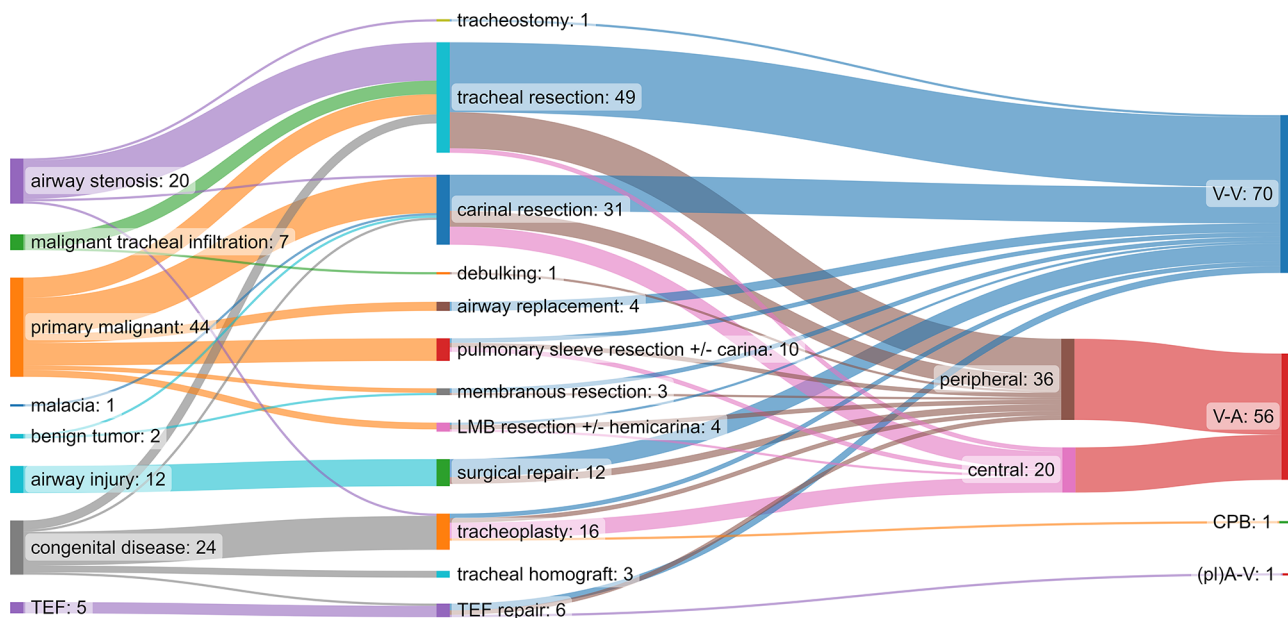 airway stenosis: 20
malignant tracheal infiltration: 7
primary malignant: 44
malacia: 1
benign tumor: 2
airway injury: 12
congenital disease: 24
TEF: 5
tracheostomy: 1
tracheal resection: 49
carinal resection: 31
debulking: 1
airway replacement: 4
pulmonary sleeve resection +/- carina: 10
membranous resection: 3
LMB resection +/- hemicarina: 4
surgical repair: 12
tracheoplasty: 16
tracheal homograft: 3
TEF repair: 6
peripheral: 36
central: 20
V-V: 70
V-A: 56
CPB: 1
(pl)A-V: 1